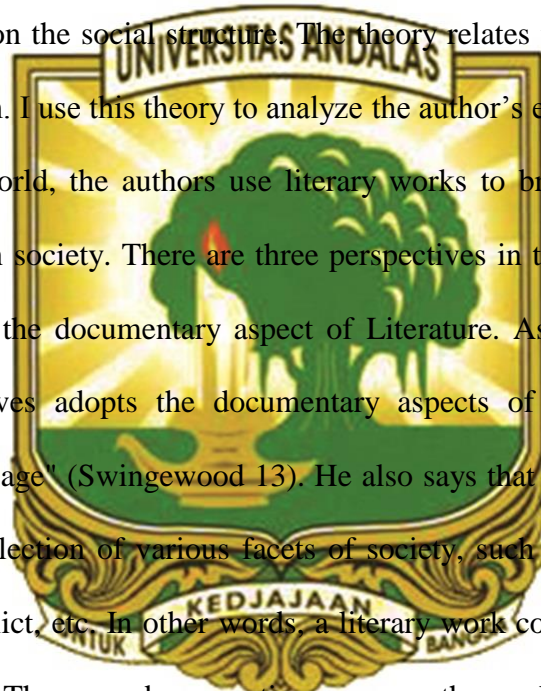 on the social structure. The theory relates
UNIVERSITAS ANDALAS
I use this theory to analyze the author's
orld, the authors use literary works to
society. There are three perspectives in
the documentary aspect of Literature. As
ves adopts the documentary aspects of
age" (Swingewood 13). He also says that
lection of various facets of society, such
ict, etc. In other words, a literary work
KEDJAJAAN
UNTUK BANGSA